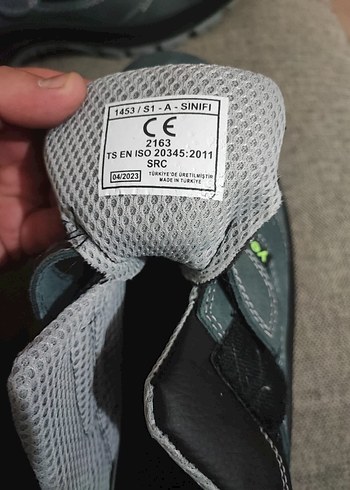 1453 / S1 - A - SINIFI
CE
2163
TS EN ISO 20345:2011
SRC
04/2023
TÜRKİYE'DE ÜRETİLMİŞTİR
MADE IN TÜRKİYE